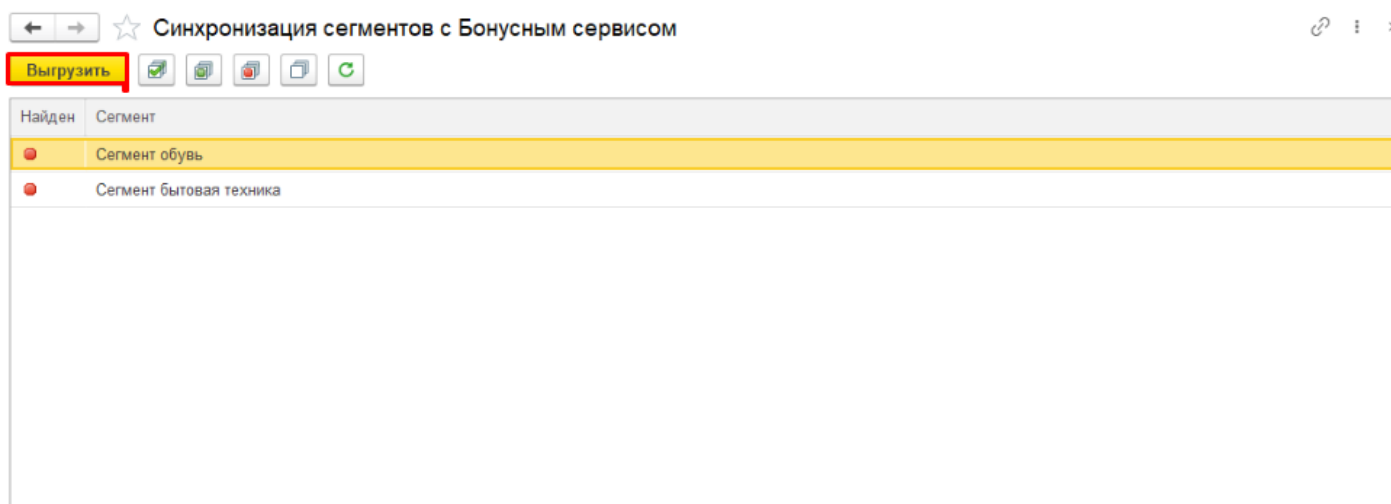 Синхронизация сегментов с Бонусным сервисом
Выгрузить
Найден Сегмент
Сегмент обувь
Сегмент бытовая техника